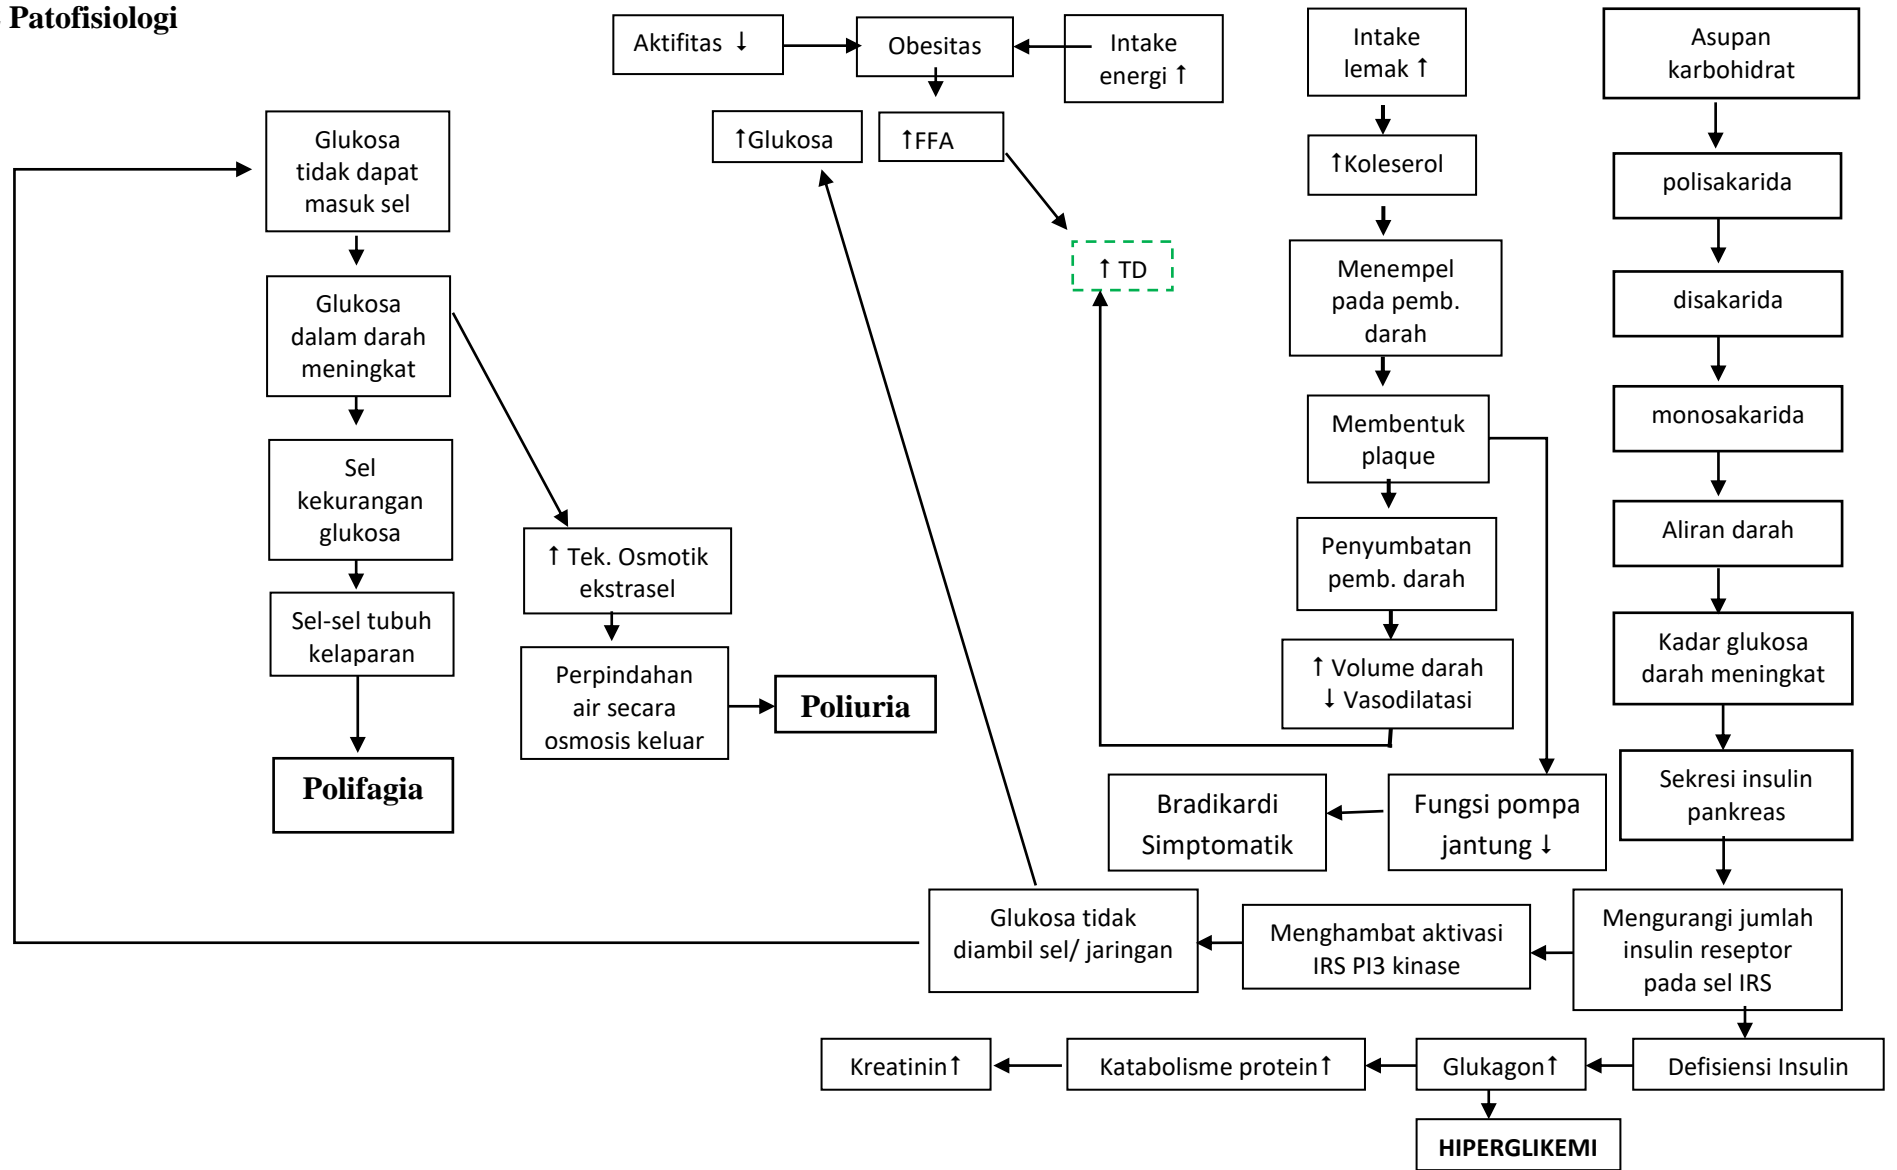 Patofisiologi
Aktifitas ↓
Obesitas
Intake
energi ↑
Intake
lemak ↑
Asupan
karbohidrat
Glukosa
tidak dapat
masuk sel
↑Glukosa
↑FFA
↑Koleserol
polisakarida
↑ TD
Menempel
pada pemb.
darah
disakarida
Glukosa
dalam darah
meningkat
Membentuk
plaque
monosakarida
Sel
kekurangan
glukosa
↑ Tek. Osmotik
ekstrasel
Penyumbatan
pemb. darah
Aliran darah
Sel-sel tubuh
kelaparan
Perpindahan
air secara
osmosis keluar
Poliuria
↑ Volume darah
↓ Vasodilatasi
Kadar glukosa
darah meningkat
Polifagia
Bradikardi
Simptomatik
Fungsi pompa
jantung ↓
Sekresi insulin
pankreas
Glukosa tidak
diambil sel/ jaringan
Menghambat aktivasi
IRS PI3 kinase
Mengurangi jumlah
insulin reseptor
pada sel IRS
Kreatinin↑
Katabolisme protein↑
Glukagon↑
Defisiensi Insulin
HIPERGLIKEMI